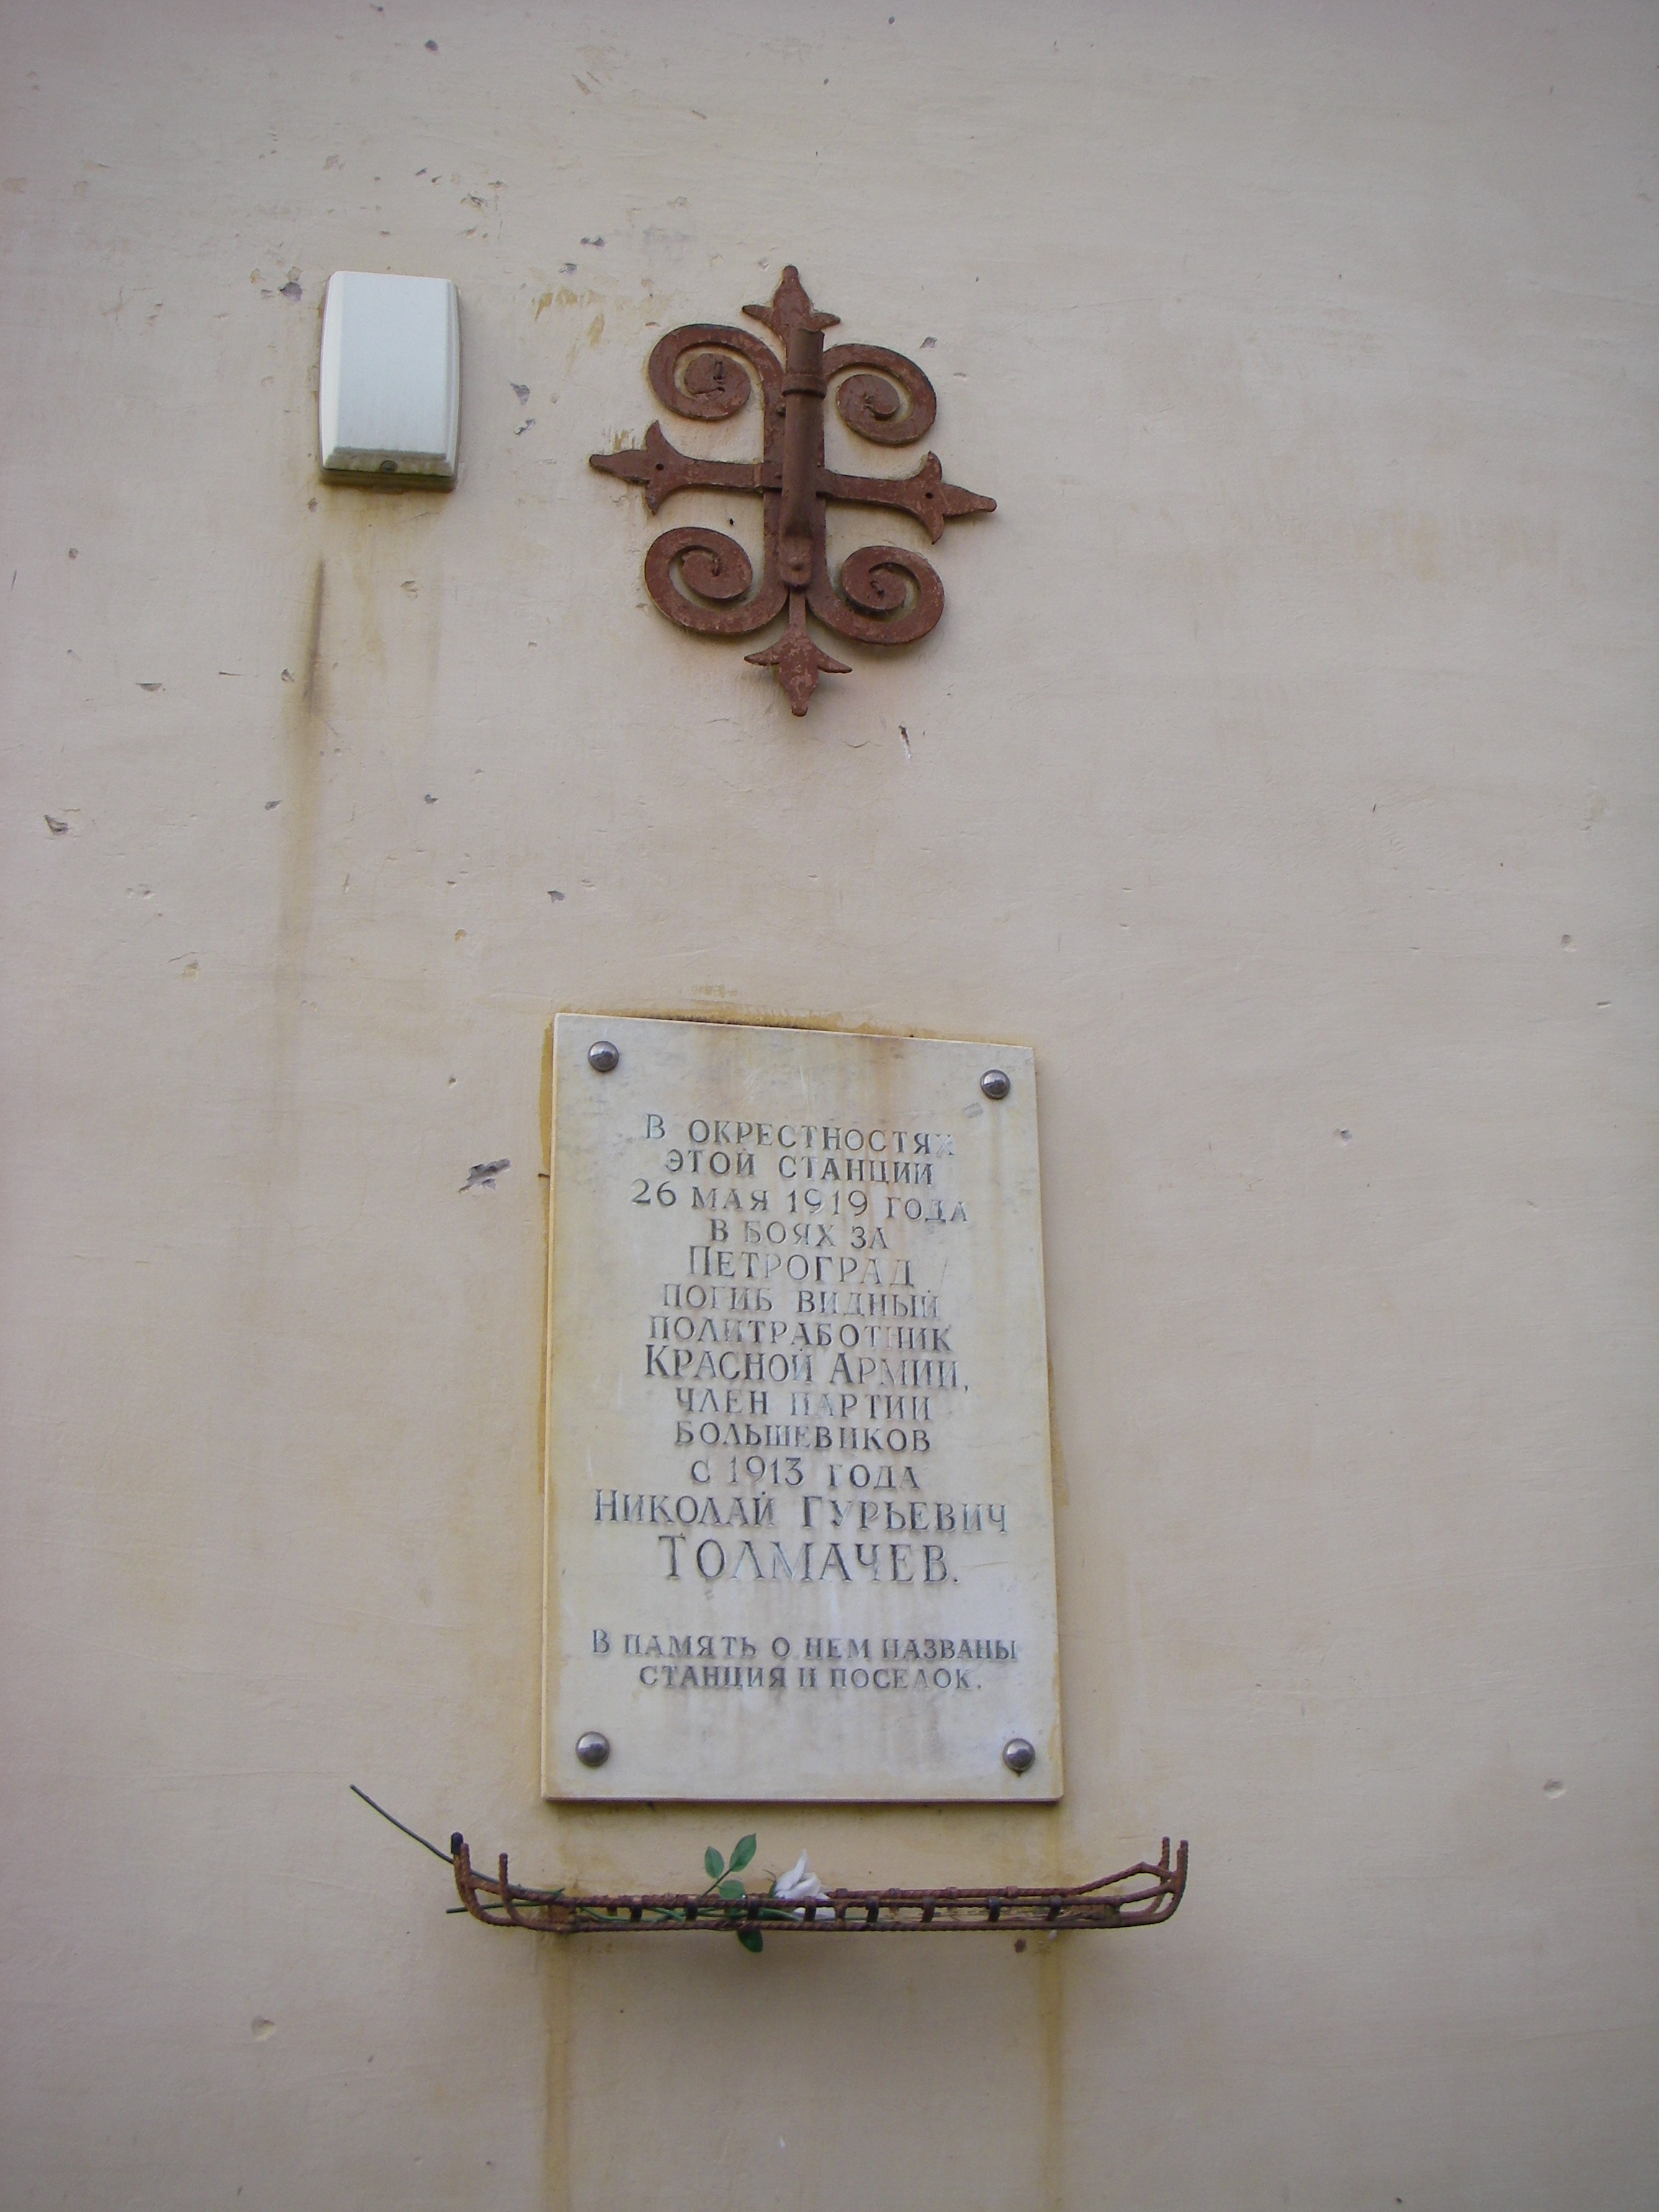 В ОКРЕСТНОСТЯХ
ЭТОЙ СТАНЦИИ
26 МАЯ 1919 ГОДА
В БОЯХ ЗА
ПЕТРОГРАД
ПОГИБ ВИДНЫЙ
ПОЛИТРАБОТНИК
КРАСНОЙ АРМИИ,
ЧЛЕН ПАРТИИ
БОЛЬШЕВИКОВ
С 1913 ГОДА
НИКОЛАЙ ГУРЬЕВИЧ
ТОЛМАЧЕВ.
В ПАМЯТЬ О НЕМ НАЗВАНЫ
СТАНЦИЯ И ПОСЕЛОК.